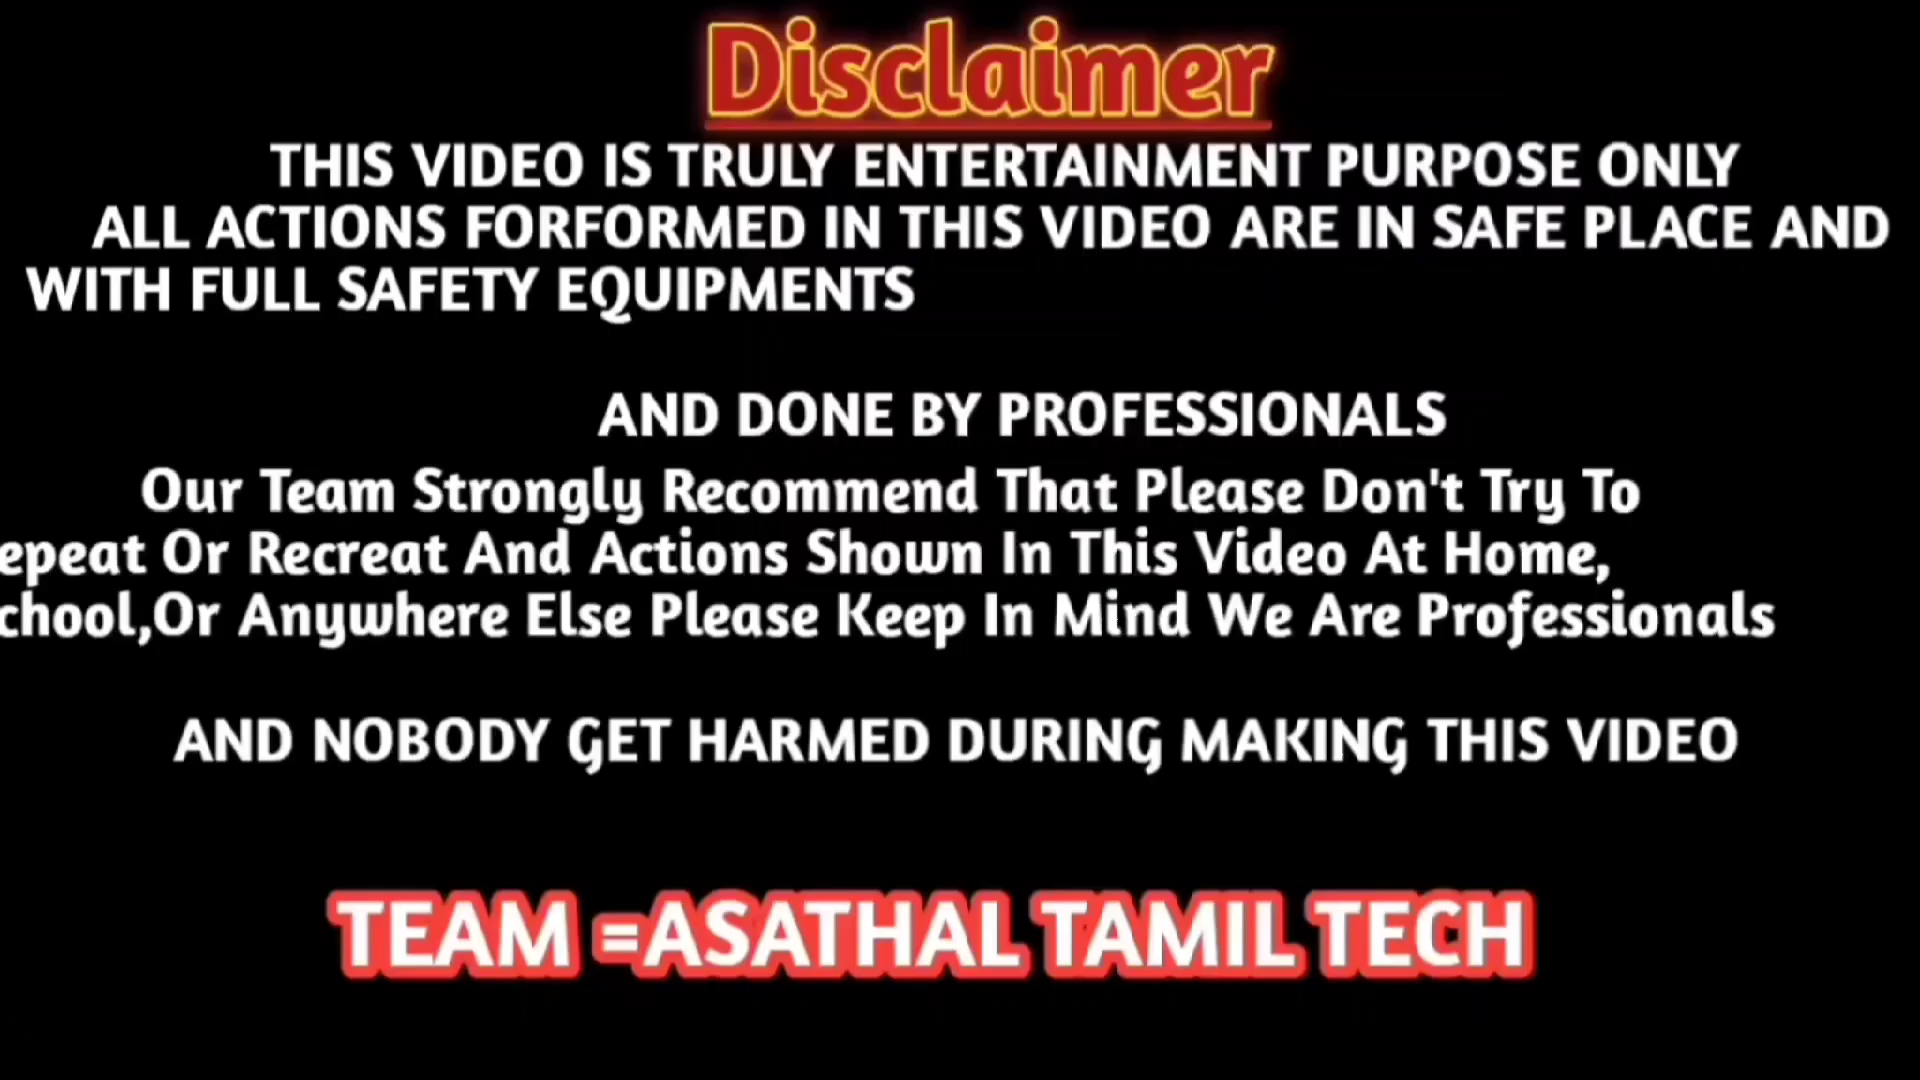 Disclaimer
THIS VIDEO IS TRULY ENTERTAINMENT PURPOSE ONLY
ALL ACTIONS FORFORMED IN THIS VIDEO ARE IN SAFE PLACE AND
WITH FULL SAFETY EQUIPMENTS
AND DONE BY PROFESSIONALS
Our Team Strongly Recommend That Please Don't Try To
epeat Or Recreat And Actions Shown In This Video At Home,
chool,Or Anywhere Else Please Keep In Mind We Are Professionals
AND NOBODY GET HARMED DURING MAKING THIS VIDEO
TEAM =ASATHAL TAMIL TECH